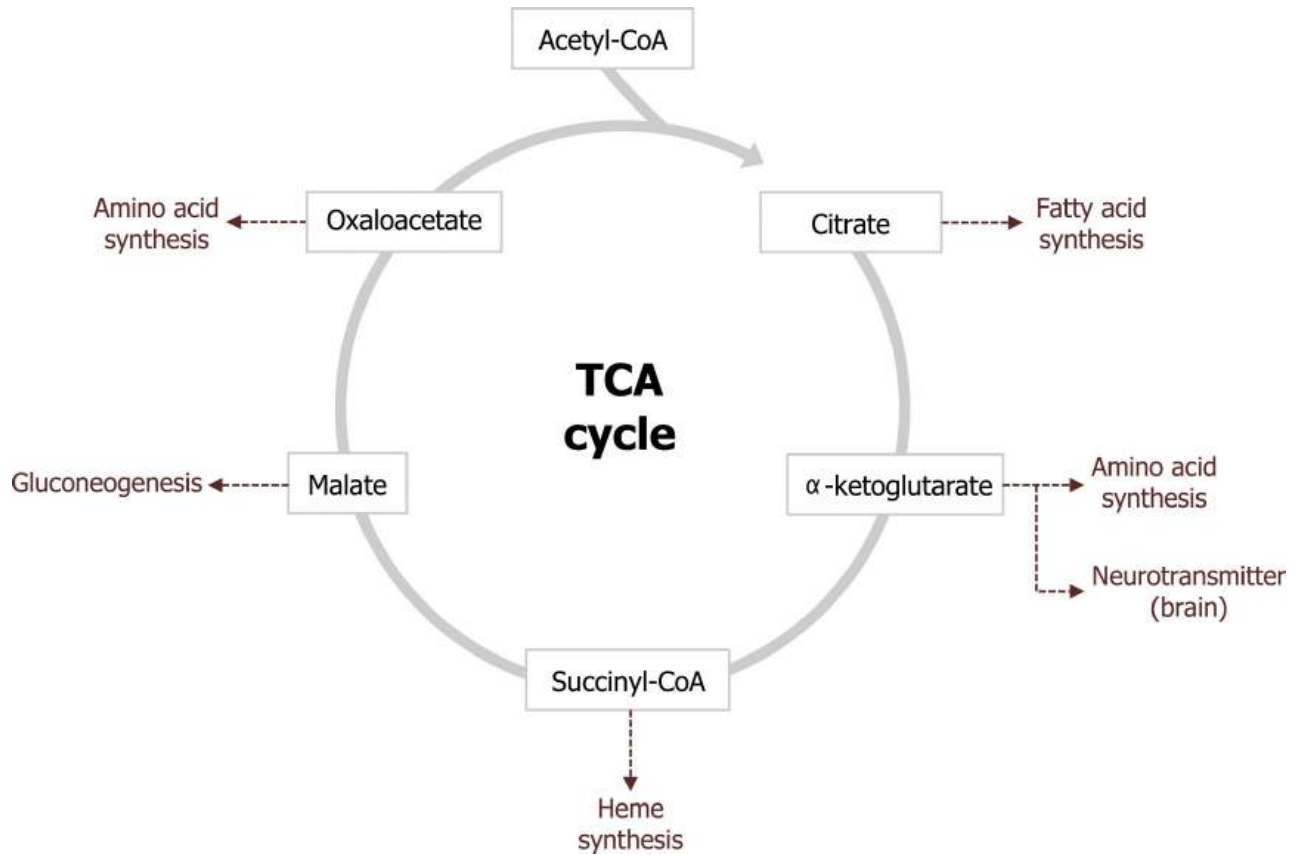 Acetyl-CoA
Amino acid
synthesis
Oxaloacetate
Citrate
Fatty acid
synthesis
TCA
cycle
Gluconeogenesis
Malate
α-ketoglutarate
Amino acid
synthesis
Neurotransmitter
(brain)
Succinyl-CoA
Heme
synthesis